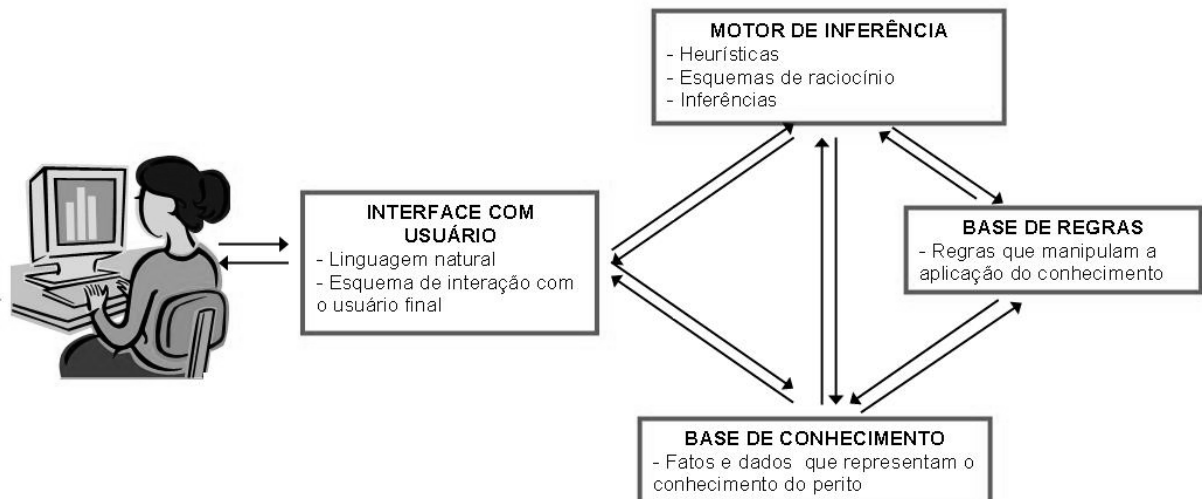 MOTOR DE INFERÊNCIA
- Heurísticas
- Esquemas de raciocínio
- Inferências
INTERFACE COM
USUÁRIO
- Linguagem natural
- Esquema de interação com
o usuário final
BASE DE REGRAS
- Regras que manipulam a
aplicação do conhecimento
BASE DE CONHECIMENTO
- Fatos e dados que representam o
conhecimento do perito